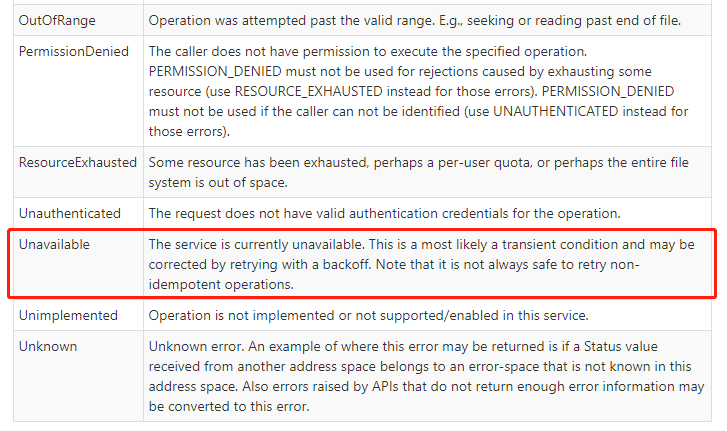 OutOfRange
Operation was attempted past the valid range. E.g., seeking or reading past end of file.
PermissionDenied
The caller does not have permission to execute the specified operation.
PERMISSION_DENIED must not be used for rejections caused by exhausting some
resource (use RESOURCE_EXHAUSTED instead for those errors). PERMISSION_DENIED
must not be used if the caller can not be identified (use UNAUTHENTICATED instead for
those errors).
ResourceExhausted
Some resource has been exhausted, perhaps a per-user quota, or perhaps the entire file
system is out of space.
Unauthenticated
The request does not have valid authentication credentials for the operation.
Unavailable
The service is currently unavailable. This is a most likely a transient condition and may be
corrected by retrying with a backoff. Note that it is not always safe to retry non-
idempotent operations.
Unimplemented
Operation is not implemented or not supported/enabled in this service.
Unknown
Unknown error. An example of where this error may be returned is if a Status value
received from another address space belongs to an error-space that is not known in this
address space. Also errors raised by APIs that do not return enough error information may
be converted to this error.